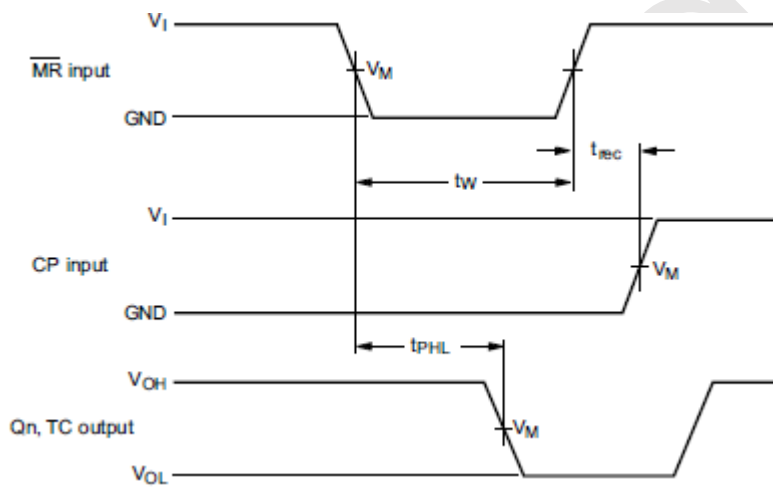 VI
MR input
VM
GND
trec
tW
VI
CP input
VM
GND
tPHL
VOH
Qn, TC output
VM
VOL